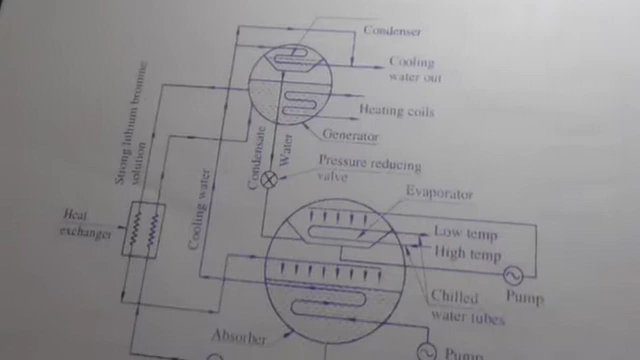 Condenser
Cooling
water out
Heating coils
Generator
Strong lithium bromine
solution
Condensate
Water
Pressure reducing
valve
Evaporator
Heat
exchanger
Cooling water
Low temp
High temp
Chilled
water tubes
Pump
Absorber
Pump